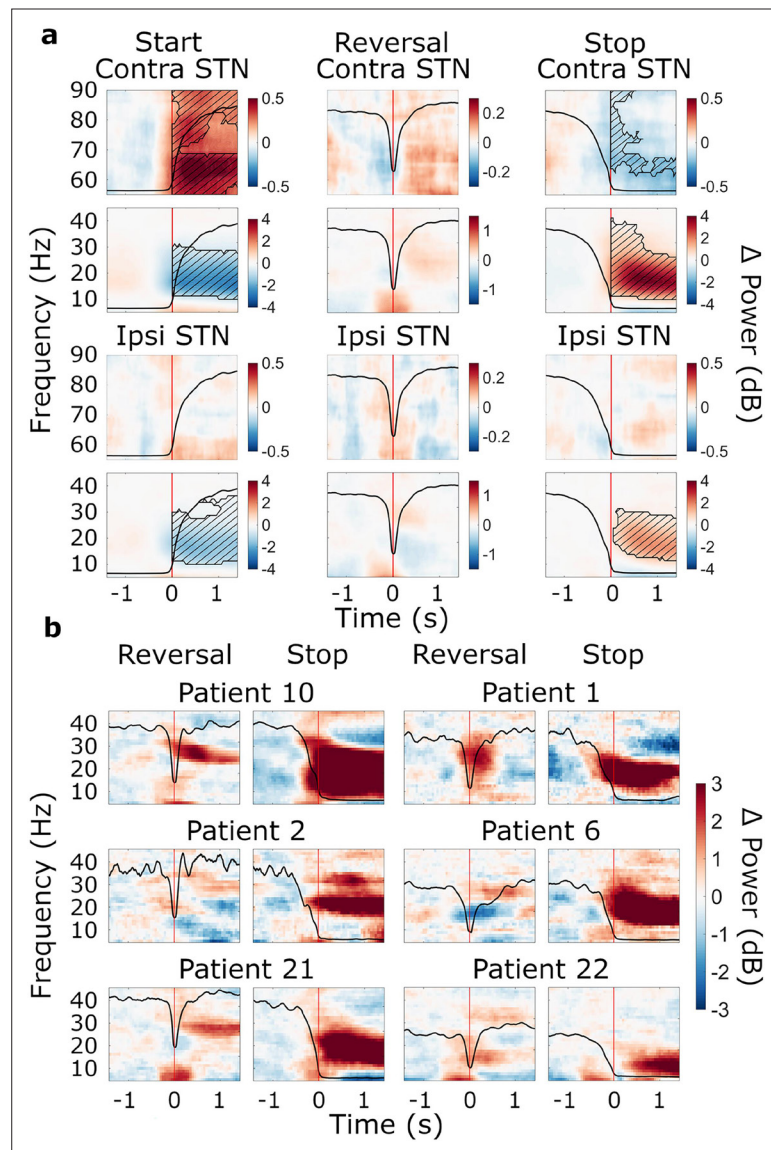 a
Start Reversal Stop
Contra STN Contra STN Contra STN
90 0.5 0.2 0.5
80
70 0 0 0
60 -0.5 -0.2 -0.5
40 4 1 4
30 2 2
20 0 0 0
10 -2 -1 -2
-4 -4
Ipsi STN Ipsi STN Ipsi STN
90 0.5 0.2 0.5
80
70 0 0 0
60 -0.5 -0.2 -0.5
40 4 1 4
30 2 2
20 0 0 0
10 -2 -1 -2
-4 -4
-1 0 1 -1 0 1 -1 0 1
Frequency (Hz)
Time (s)
Δ Power (dB)
b
Reversal Stop Reversal Stop
Patient 10 Patient 1
40
30
20
10
Patient 2 Patient 6
40
30
20
10
Patient 21 Patient 22
40
30
20
10
-1 0 1 -1 0 1 -1 0 1 -1 0 1
Frequency (Hz)
Time (s)
3
2
1
0
-1
-2
-3
Δ Power (dB)